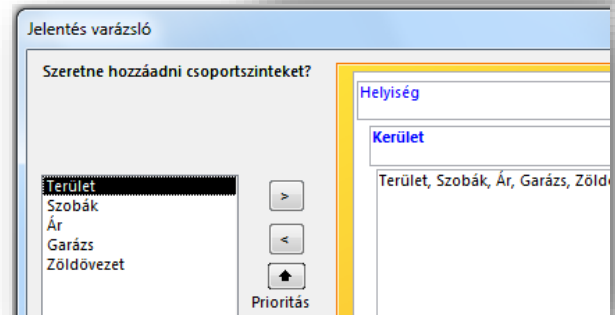 Jelentés varázsló
Szeretne hozzáadni csoportszinteket?
Helyiség
Kerület
Terület, Szobák, Ár, Garázs,
Terület
Szobák
Ár
Garázs
Zöldövezet
>
<
Prioritás